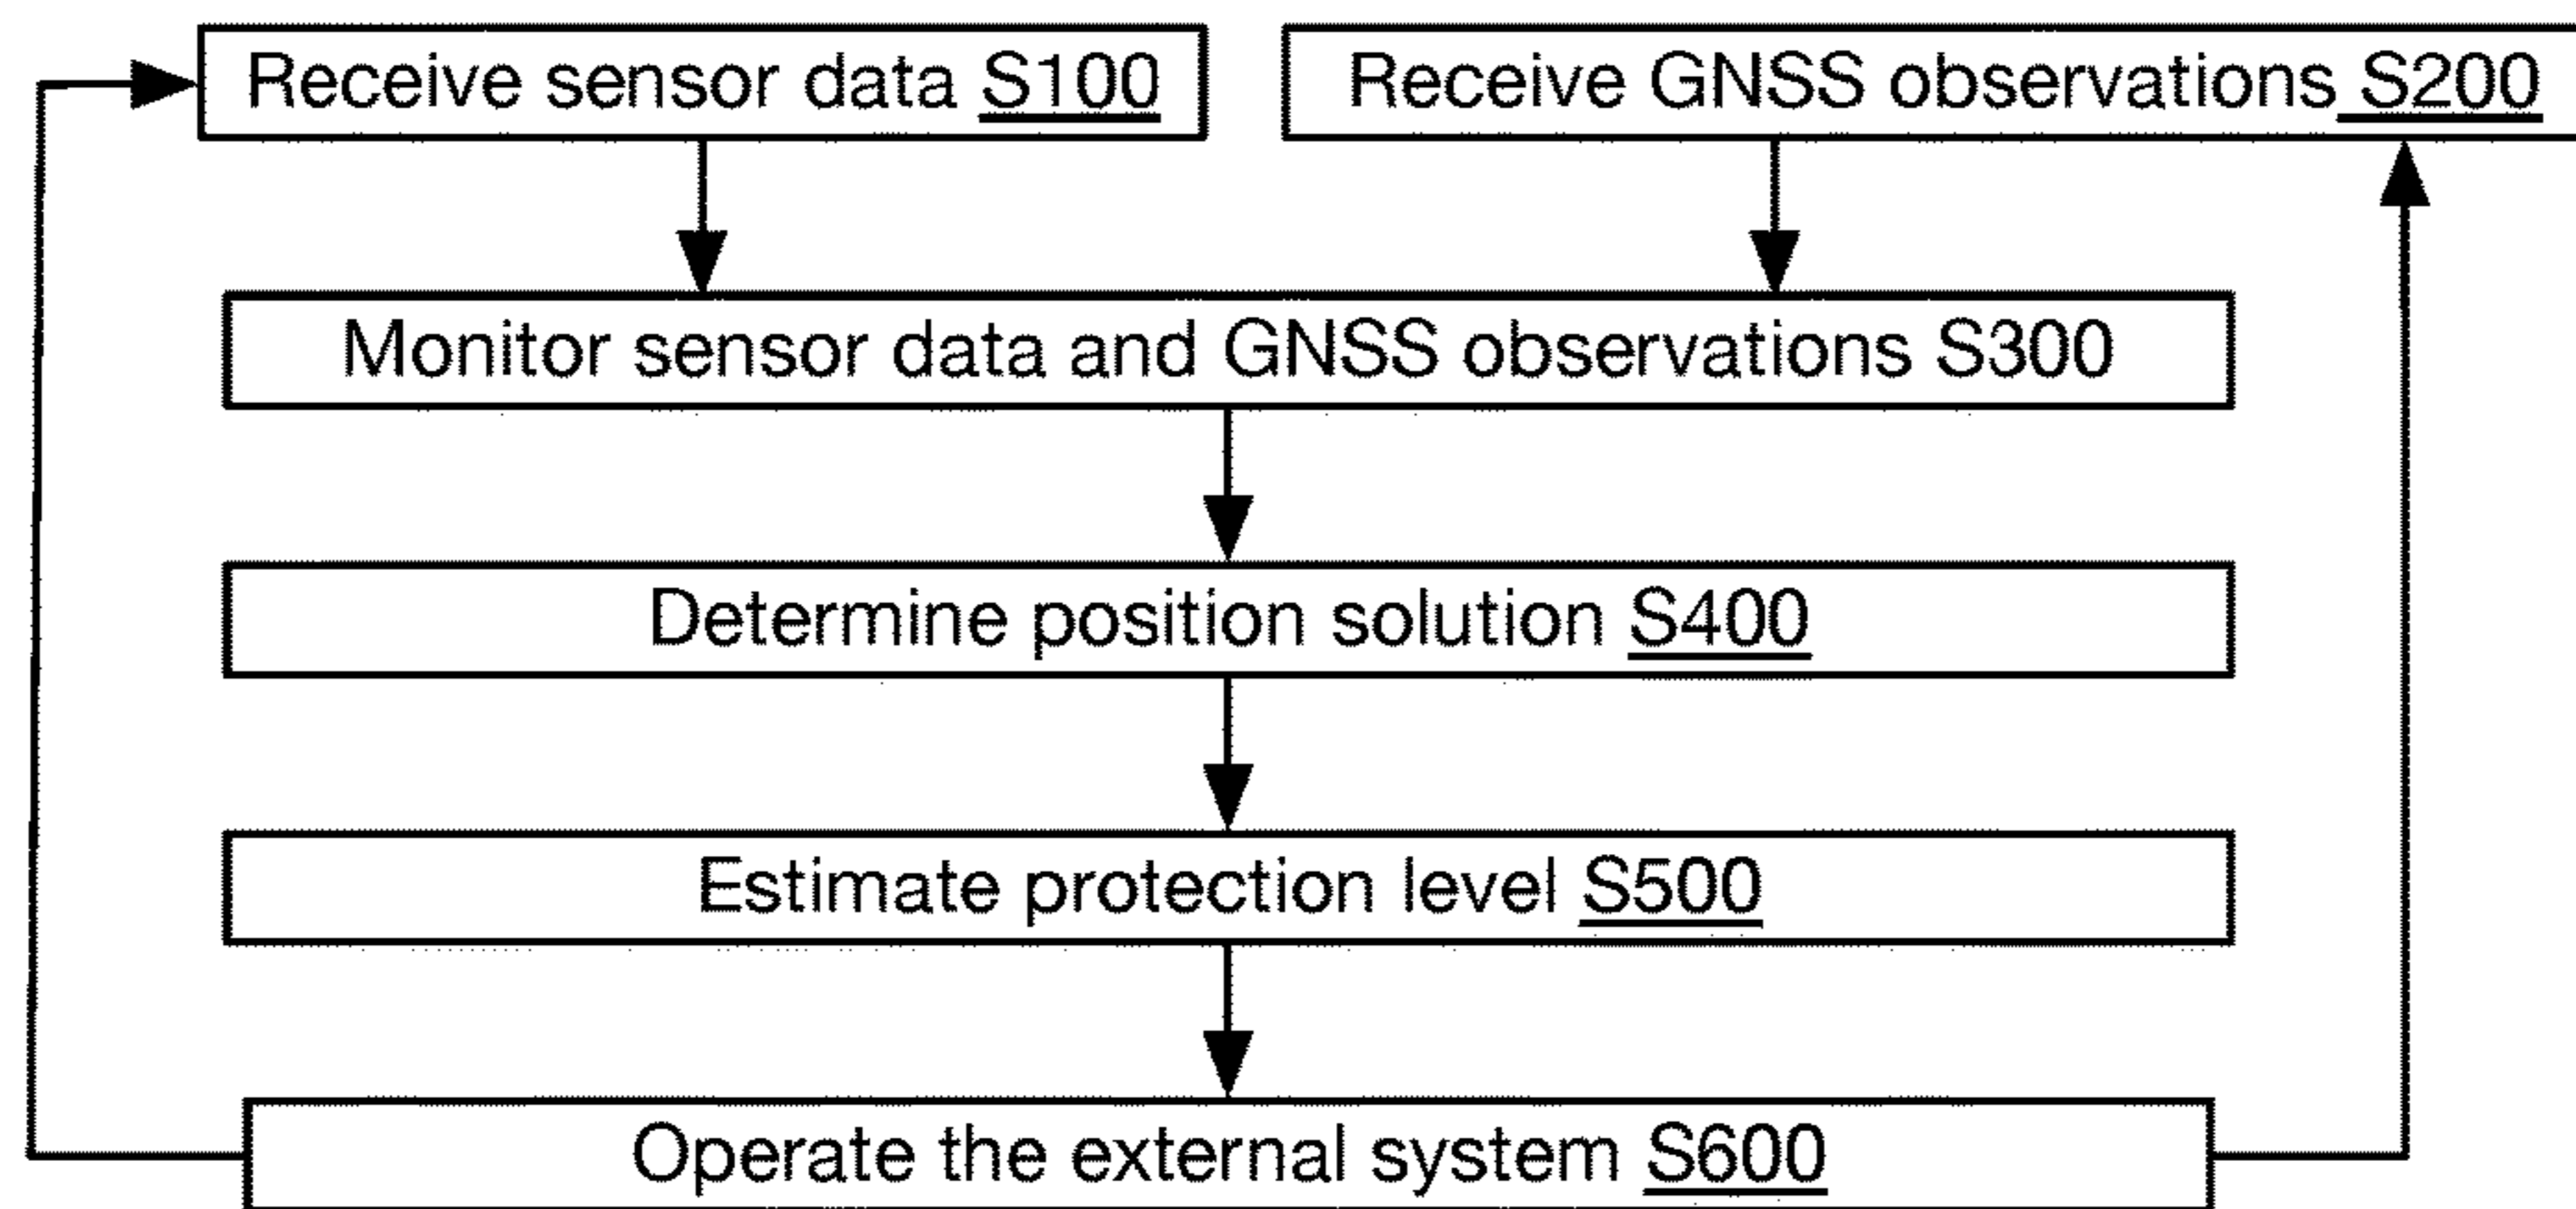 Receive sensor data S100
Receive GNSS observations S200
Monitor sensor data and GNSS observations S300
Determine position solution S400
Estimate protection level S500
Operate the external system S600